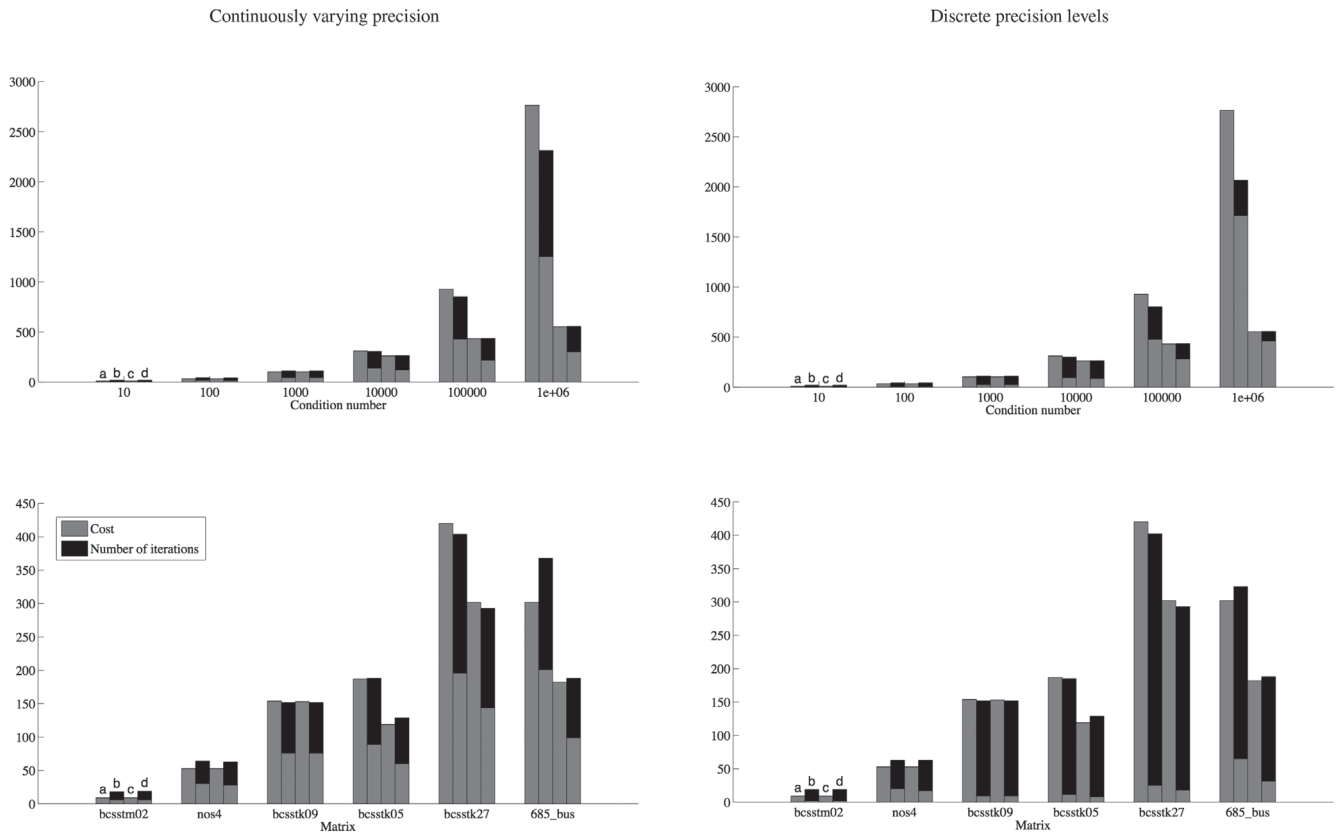 Continuously varying precision
Discrete precision levels
3000
2500
2000
1500
1000
500
0
a b c d
10 100 1000 10000 100000 1e+06
Condition number
3000
2500
2000
1500
1000
500
0
a b c d
10 100 1000 10000 100000 1e+06
Condition number
450
400
350
300
250
200
150
100
50
0
Cost
Number of iterations
a b c d
bcsstm02 nos4 bcsstk09 bcsstk05 bcsstk27 685_bus
Matrix
450
400
350
300
250
200
150
100
50
0
a b c d
bcsstm02 nos4 bcsstk09 bcsstk05 bcsstk27 685_bus
Matrix